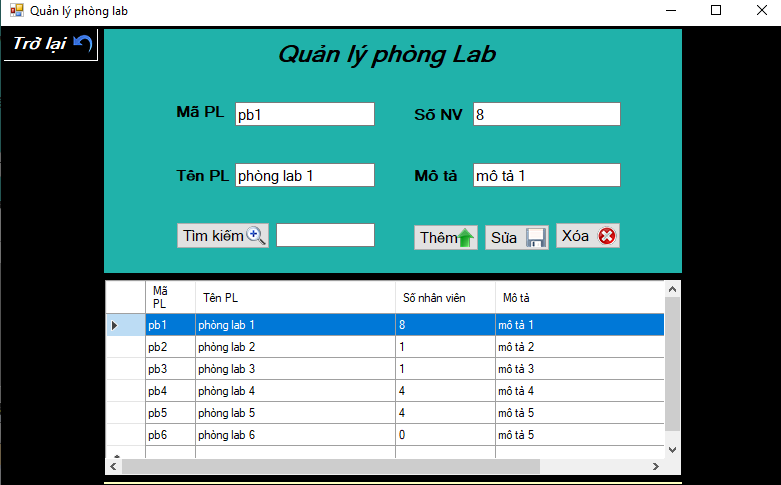 Quản lý phòng lab
Trở lại
Quản lý phòng Lab
Mã PL pb1 Số NV 8
Tên PL phòng lab 1 Mô tả mô tả 1
Tìm kiếm Thêm Sửa Xóa
Mã PL Tên PL Số nhân viên Mô tả
pb1 phòng lab 1 8 mô tả 1
pb2 phòng lab 2 1 mô tả 2
pb3 phòng lab 3 1 mô tả 3
pb4 phòng lab 4 4 mô tả 4
pb5 phòng lab 5 4 mô tả 5
pb6 phòng lab 6 0 mô tả 5